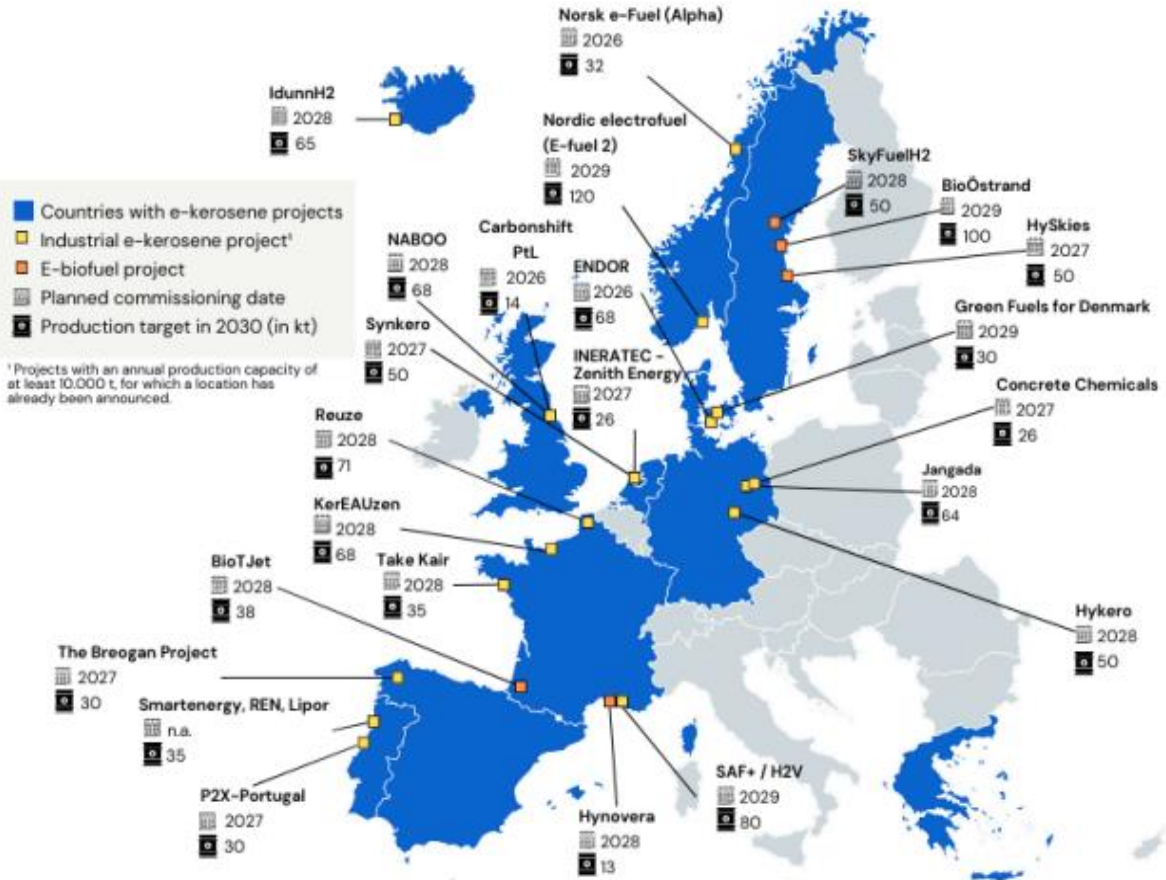 Norsk e-Fuel (Alpha)
2026
32
IdunnH2
2028
65
Nordic electrofuel
(E-fuel 2)
2029
120
SkyFuelH2
2028
50
BioÖstrand
2029
100
HySkies
2027
50
Countries with e-kerosene projects
Industrial e-kerosene project¹
E-biofuel project
Planned commissioning date
Production target in 2030 (in kt)
¹ Projects with an annual production capacity of
at least 10.000 t, for which a location has
already been announced.
NABOO
2028
68
Carbonshift
PtL
2026
14
ENDOR
2026
68
Synkero
2027
50
INERATEC -
Zenith Energy
2027
26
Green Fuels for Denmark
2029
30
Concrete Chemicals
2027
26
Reuze
2028
71
Jangada
2028
64
KerEAUzen
2028
68
BioTJet
2028
38
Take Kair
2028
35
Hykero
2028
50
The Breogan Project
2027
30
Smartenergy, REN, Lipor
n.a.
35
P2X-Portugal
2027
30
Hynovera
2028
13
SAF+ / H2V
2029
80